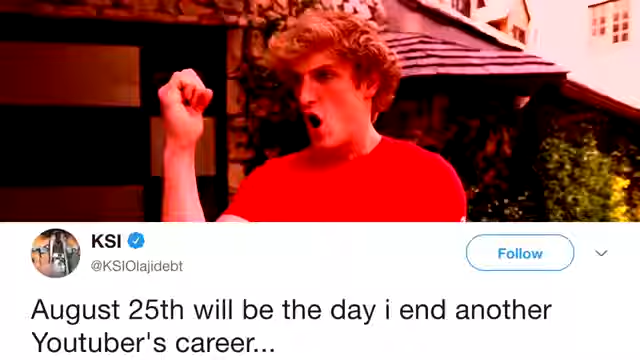 KSI
@KSIOlajidebt
Follow
August 25th will be the day i end another
Youtuber's career...